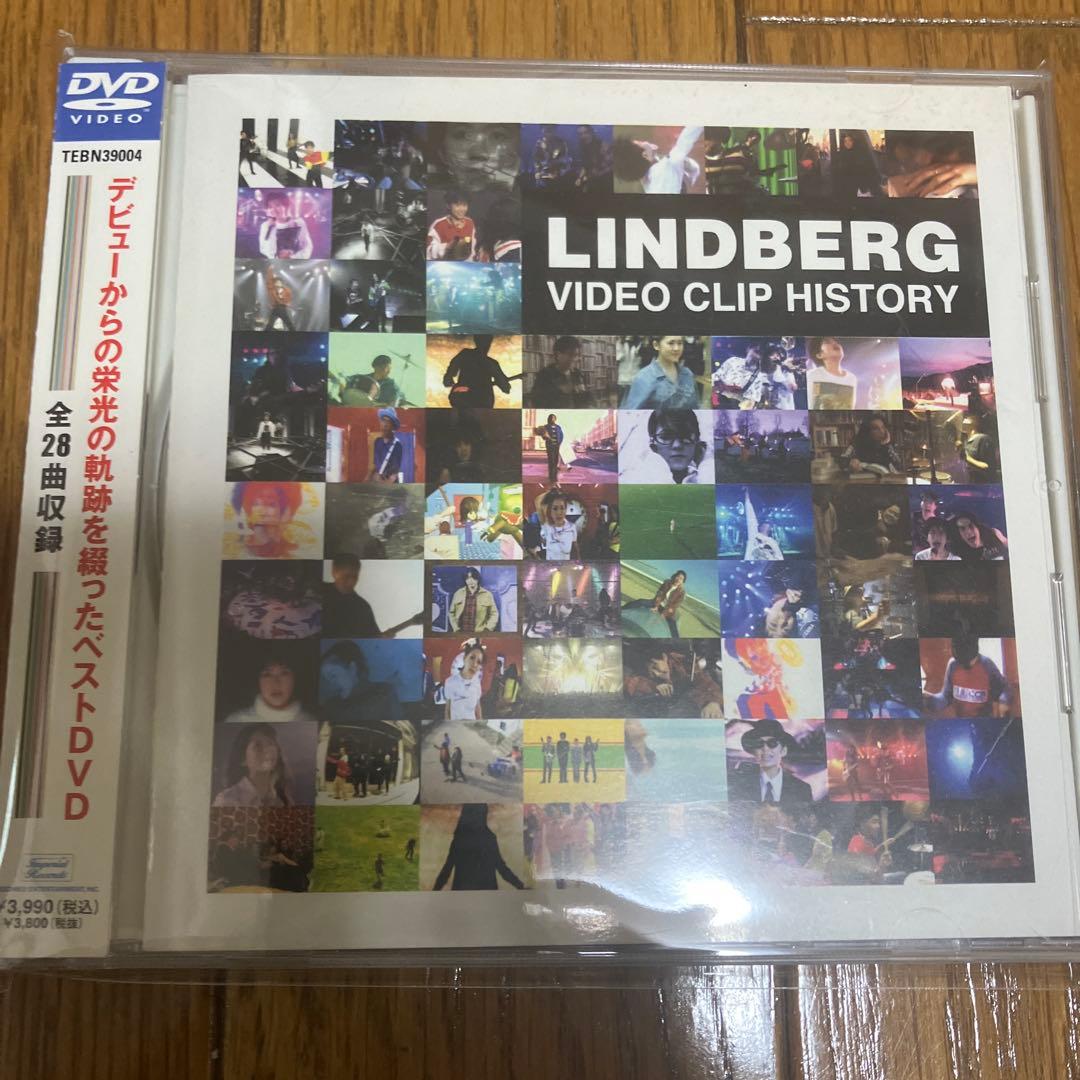 DVD
VIDEO
TEBN39004
デビューからの栄光の軌跡を綴ったベストDVD
全28曲収録
Imperial
Records
¥3,990(税込)
¥3,800(税抜)
LINDBERG
VIDEO CLIP HISTORY